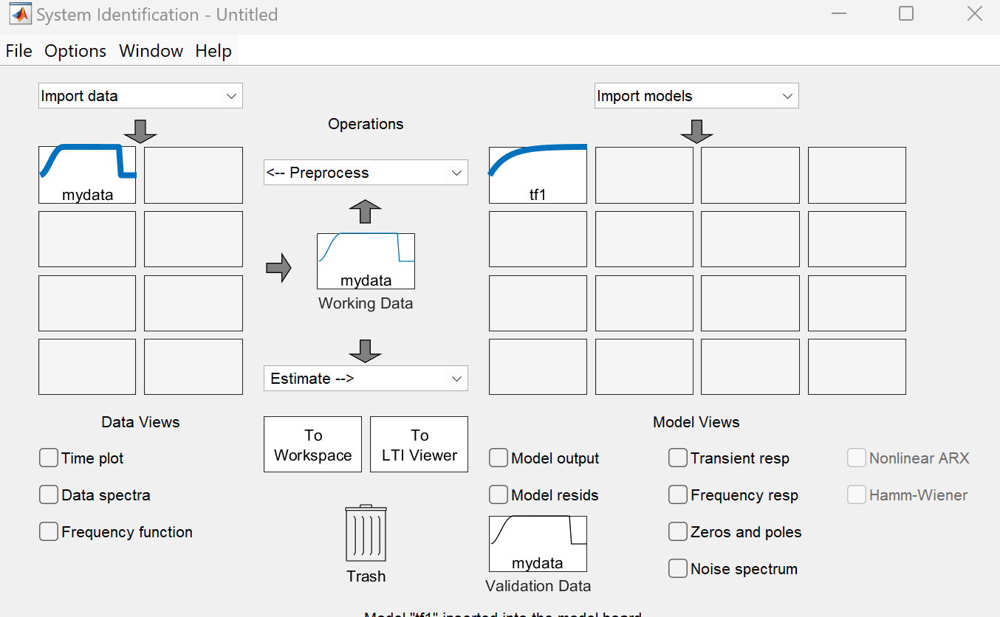 System Identification - Untitled
File Options Window Help
Import data
Import models
Operations
<-- Preprocess
mydata
tf1
mydata
Working Data
Estimate -->
Data Views
Model Views
To
Workspace
To
LTI Viewer
Time plot
Data spectra
Frequency function
Model output
Model resids
Transient resp
Frequency resp
Zeros and poles
Noise spectrum
Nonlinear ARX
Hamm-Wiener
Trash
mydata
Validation Data
Model "tf1" inserted into the model board